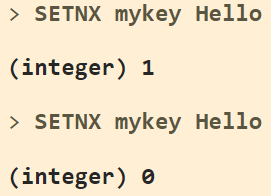 > SETNX mykey Hello
(integer) 1
> SETNX mykey Hello
(integer) 0